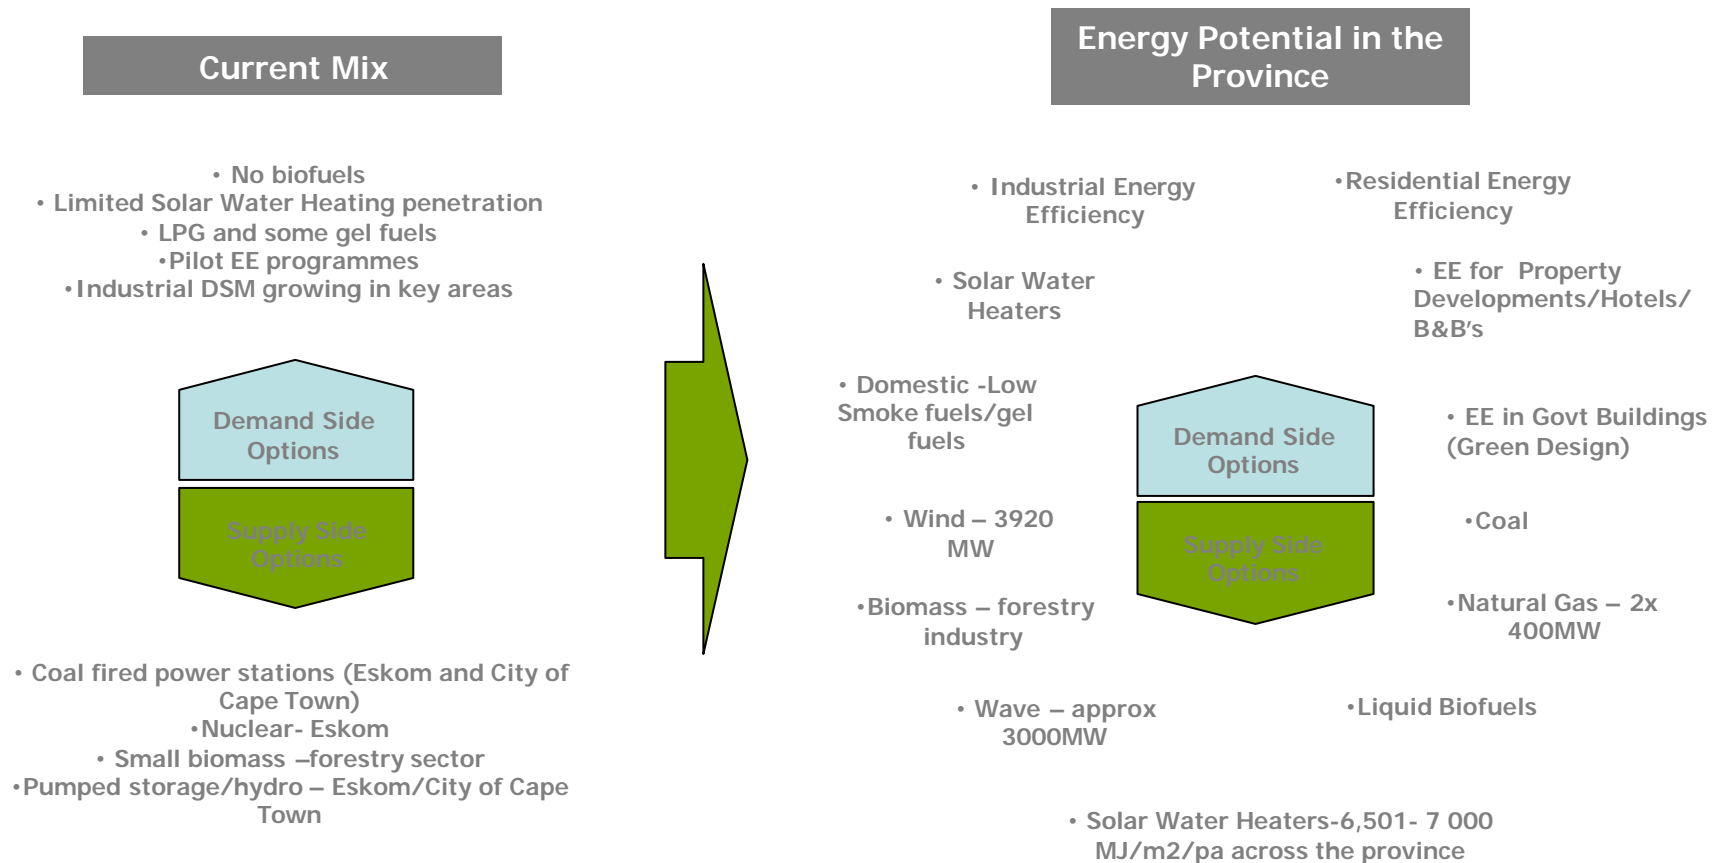 Current Mix
• No biofuels
• Limited Solar Water Heating penetration
• LPG and some gel fuels
•Pilot EE programmes
•Industrial DSM growing in key areas
Demand Side
Options
Supply Side
Options
• Coal fired power stations (Eskom and City of
Cape Town)
•Nuclear- Eskom
• Small biomass –forestry sector
•Pumped storage/hydro – Eskom/City of Cape
Town
Energy Potential in the
Province
• Industrial Energy
Efficiency
•Residential Energy
Efficiency
• Solar Water
Heaters
• EE for  Property
Developments/Hotels/
B&B's
• Domestic -Low
Smoke fuels/gel
fuels
Demand Side
Options
• EE in Govt Buildings
(Green Design)
• Wind – 3920
MW
Supply Side
Options
•Coal
•Biomass – forestry
industry
•Natural Gas – 2x
400MW
• Wave – approx
3000MW
•Liquid Biofuels
• Solar Water Heaters-6,501- 7 000
MJ/m2/pa across the province